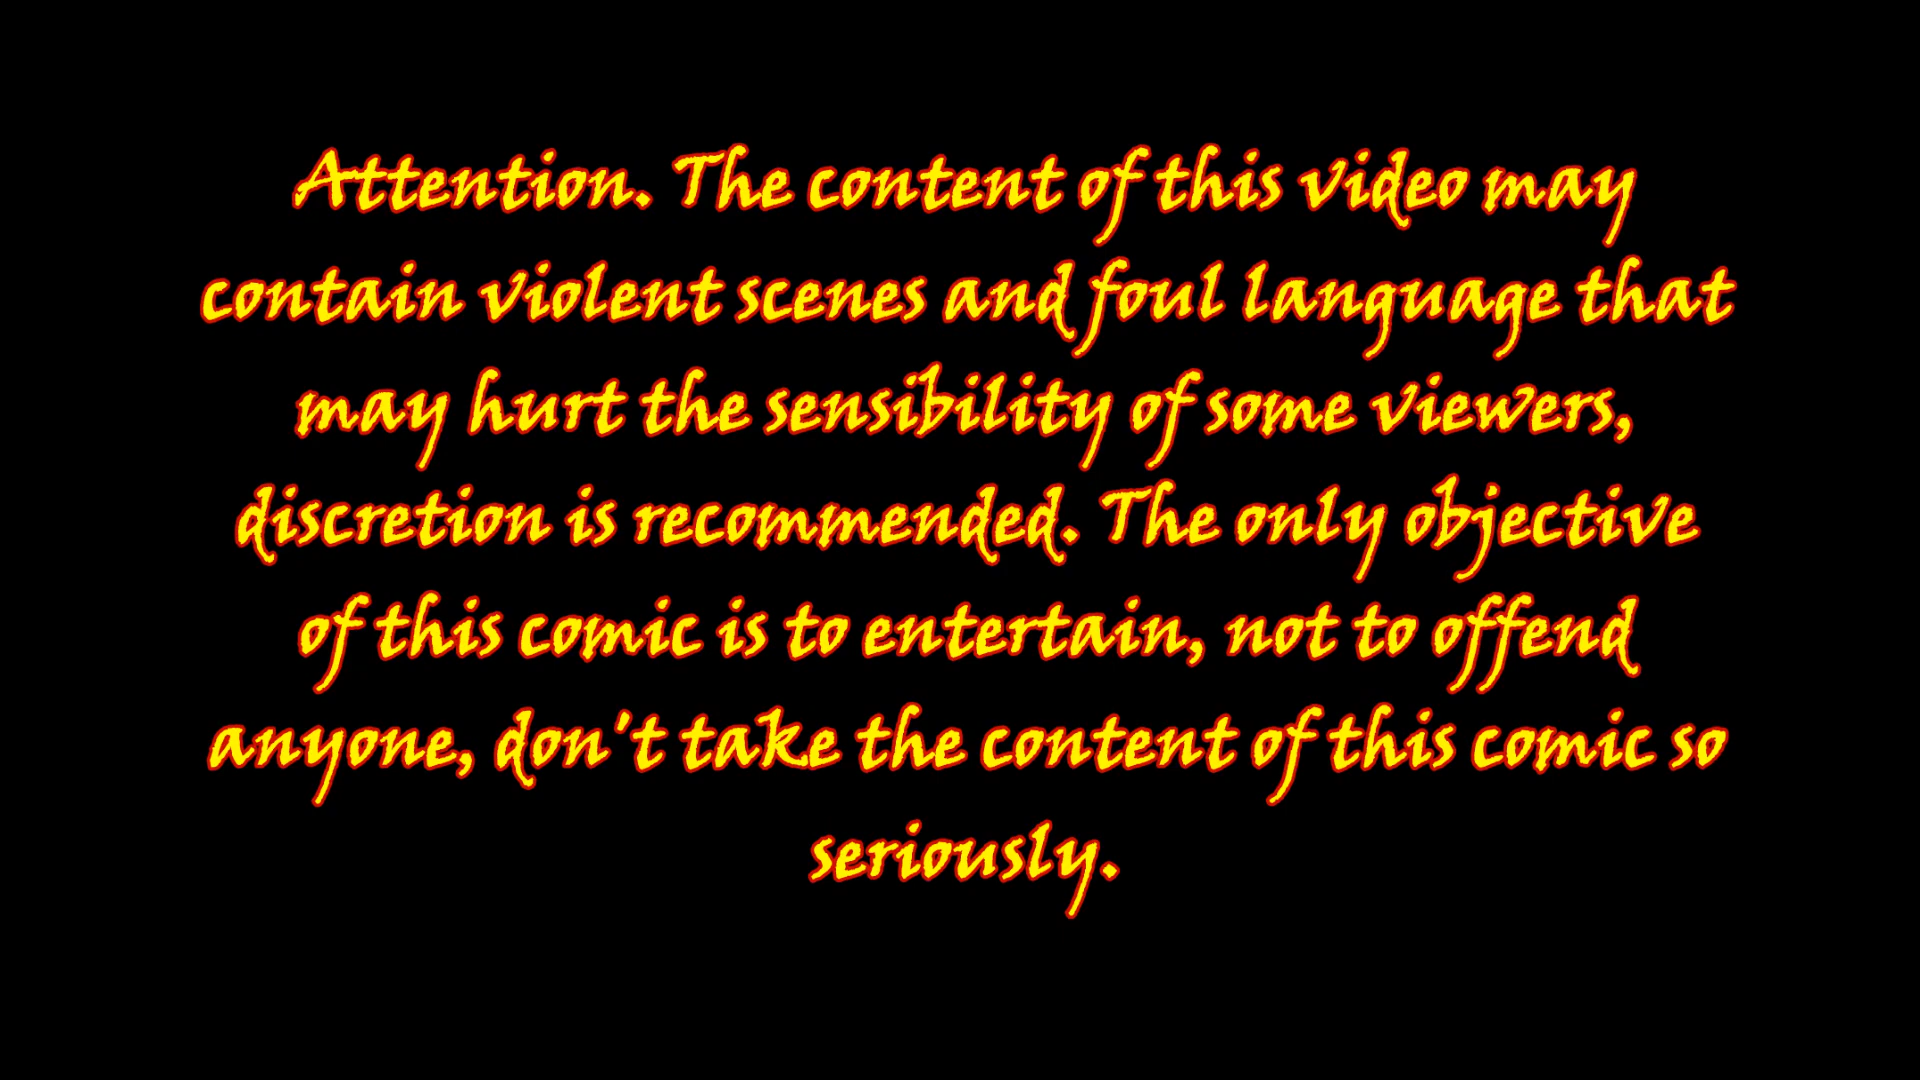 Attention. The content of this video may
contain violent scenes and foul language that
may hurt the sensibility of some viewers,
discretion is recommended. The only objective
of this comic is to entertain, not to offend
anyone, don't take the content of this comic so
seriously.